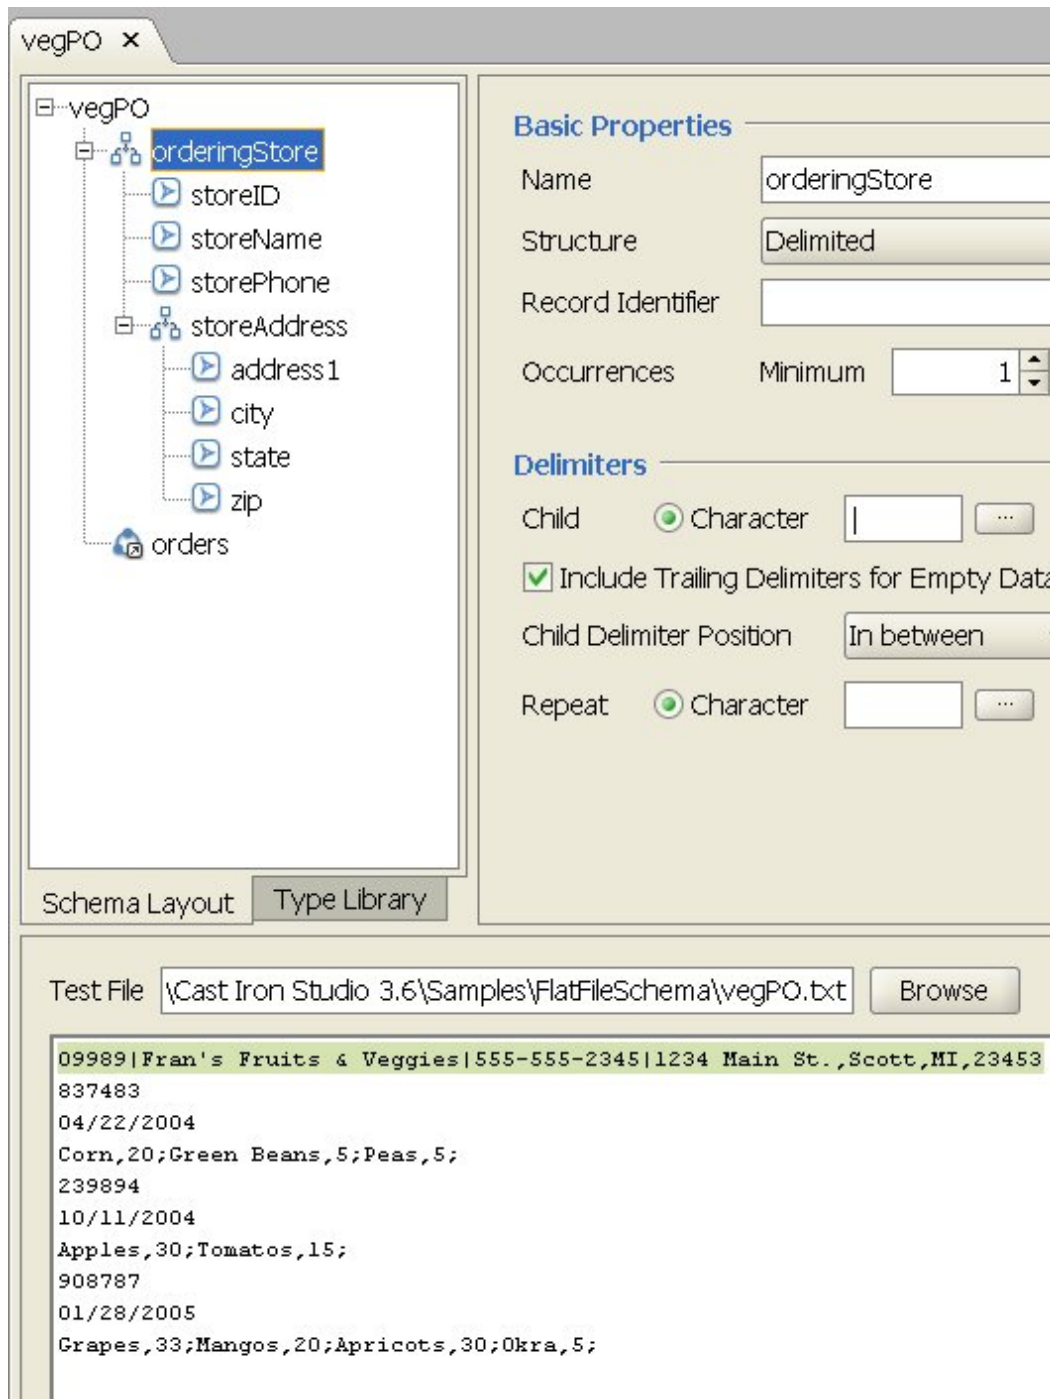 vegPO
vegPO
orderingStore
storeID
storeName
storePhone
storeAddress
address1
city
state
zip
orders
Schema Layout
Type Library
Basic Properties
Name orderingStore
Structure Delimited
Record Identifier
Occurrences Minimum 1
Delimiters
Child Character | ...
Include Trailing Delimiters for Empty Data
Child Delimiter Position In between
Repeat Character ...
Test File \Cast Iron Studio 3.6\Samples\FlatFileSchema\vegPO.txt Browse
09989|Fran's Fruits & Veggies|555-555-2345|1234 Main St.,Scott,MI,23453
837483
04/22/2004
Corn,20;Green Beans,5;Peas,5;
239894
10/11/2004
Apples,30;Tomatos,15;
908787
01/28/2005
Grapes,33;Mangos,20;Apricots,30;Okra,5;